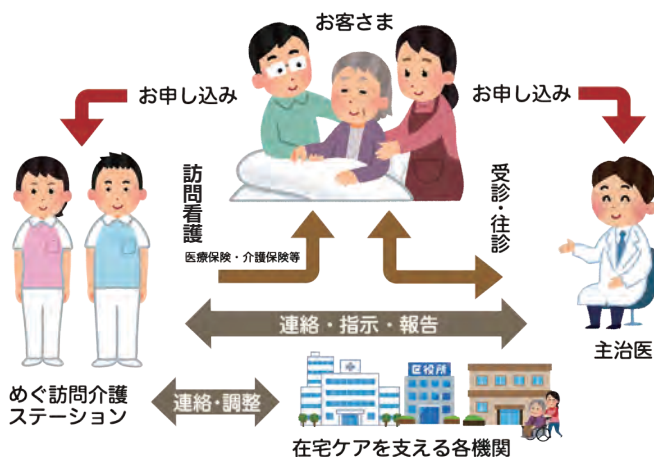 お客さま
お申し込み
お申し込み
訪問看護
医療保険・介護保険等
受診・往診
連絡・指示・報告
主治医
区役所
めぐ訪問介護
ステーション
連絡・調整
在宅ケアを支える各機関